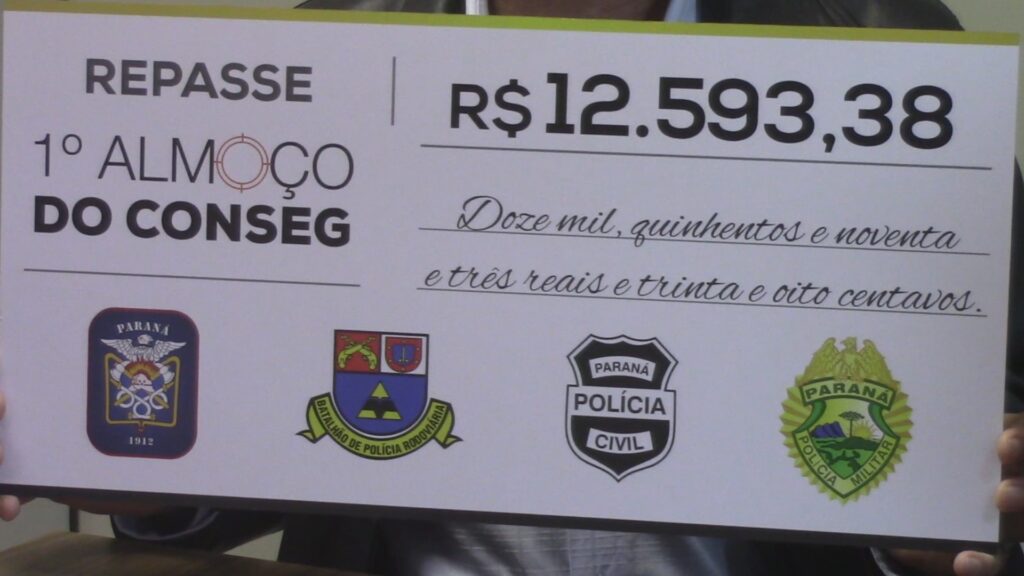 REPASSE
1º ALMOÇO
DO CONSEG
R$ 12.593,38
Doze mil, quinhentos e noventa
e três reais e trinta e oito centavos.
PARANÁ
1912
BATALHÃO DE POLÍCIA RODOVIÁRIA
PARANÁ
POLÍCIA
CIVIL
PARANÁ
POLÍCIA MILITAR